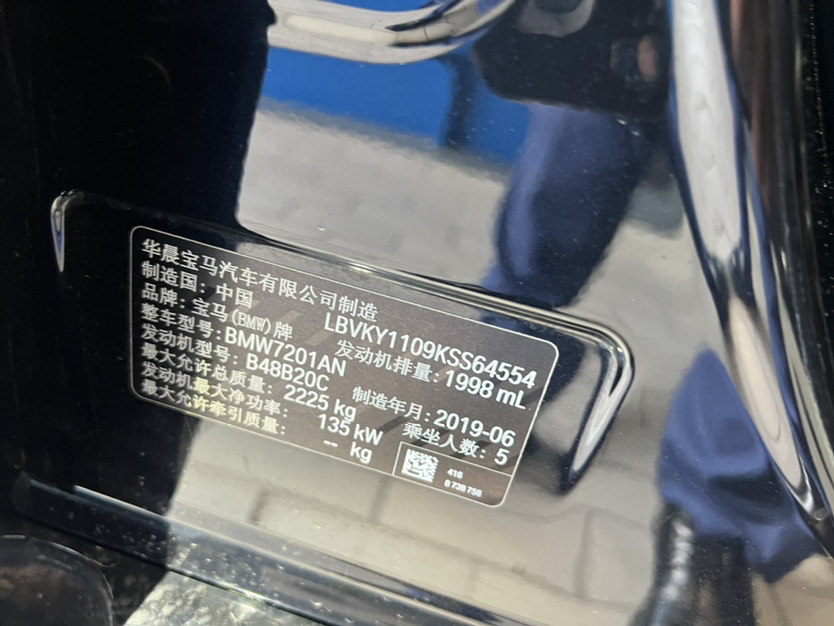 华晨宝马汽车有限公司制造
制造国：中国 LBVKY1109KSS64554
品牌：宝马(BMW)牌 发动机排量：1998 mL
整车型号：BMW7201AN
发动机型号：B48B20C 制造年月：2019-06
最大允许总质量： 2225 kg 乘坐人数：5
发动机最大净功率： 135 kW
最大允许牵引质量： -- kg
416
8 738 756